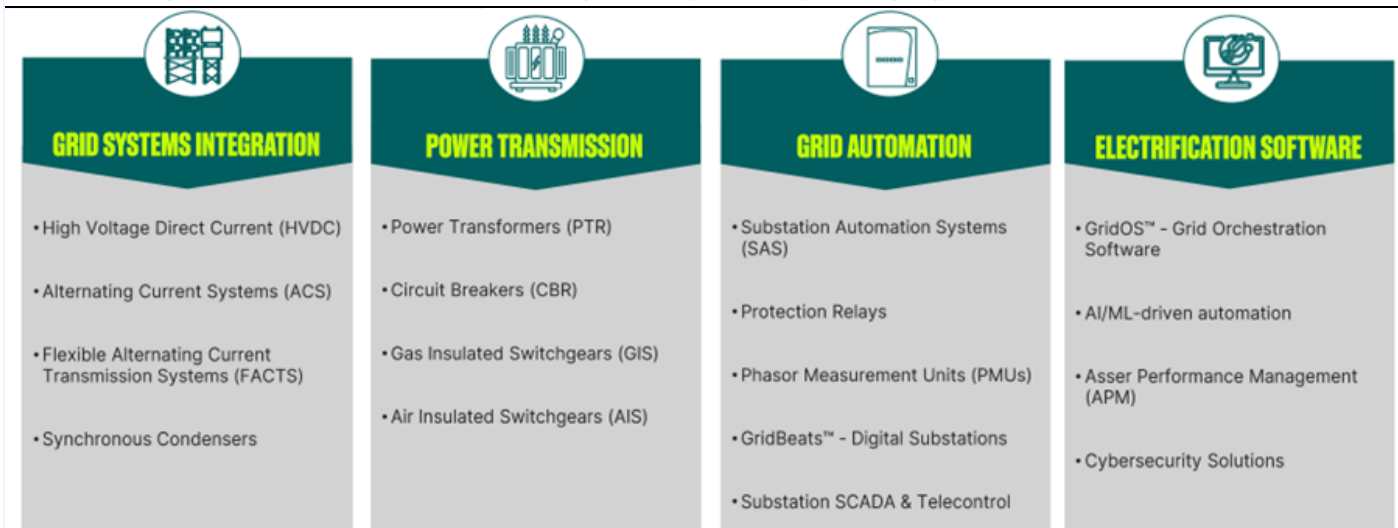 GRID SYSTEMS INTEGRATION
• High Voltage Direct Current (HVDC)
• Alternating Current Systems (ACS)
• Flexible Alternating Current
Transmission Systems (FACTS)
• Synchronous Condensers
POWER TRANSMISSION
• Power Transformers (PTR)
• Circuit Breakers (CBR)
• Gas Insulated Switchgears (GIS)
• Air Insulated Switchgears (AIS)
GRID AUTOMATION
• Substation Automation Systems
(SAS)
• Protection Relays
• Phasor Measurement Units (PMUs)
• GridBeats™ - Digital Substations
• Substation SCADA & Telecontrol
ELECTRIFICATION SOFTWARE
• GridOS™ - Grid Orchestration
Software
• AI/ML-driven automation
• Asser Performance Management
(APM)
• Cybersecurity Solutions